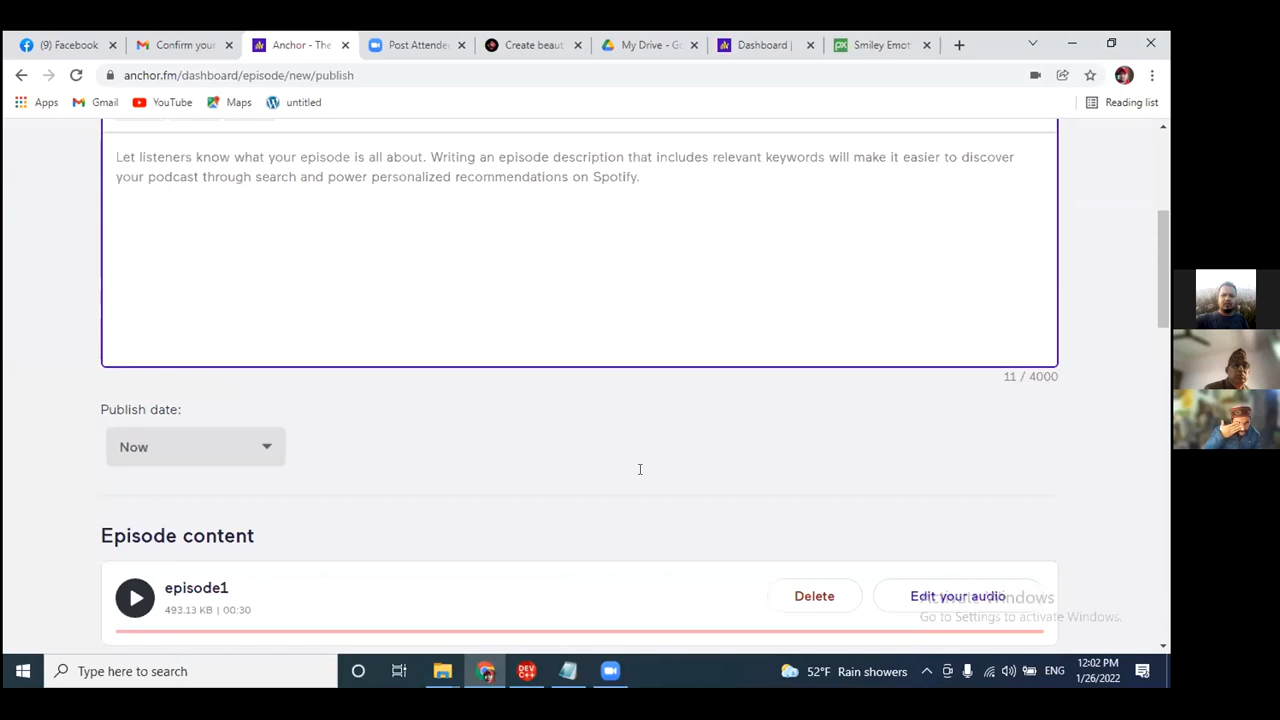 (9) Facebook
Confirm your
Anchor - The
Post Attende
Create beaut
My Drive - Go
Dashboard |
Smiley Emot
anchor.fm/dashboard/episode/new/publish
Apps
Gmail
YouTube
Maps
untitled
Reading list
Let listeners know what your episode is all about. Writing an episode description that includes relevant keywords will make it easier to discover
your podcast through search and power personalized recommendations on Spotify.
11 / 4000
Publish date:
Now
Episode content
episode1
493.13 KB | 00:30
Delete
Edit your audio
Activate Windows
Go to Settings to activate Windows.
Type here to search
DEV
C++
52°F Rain showers
ENG
12:02 PM
1/26/2022